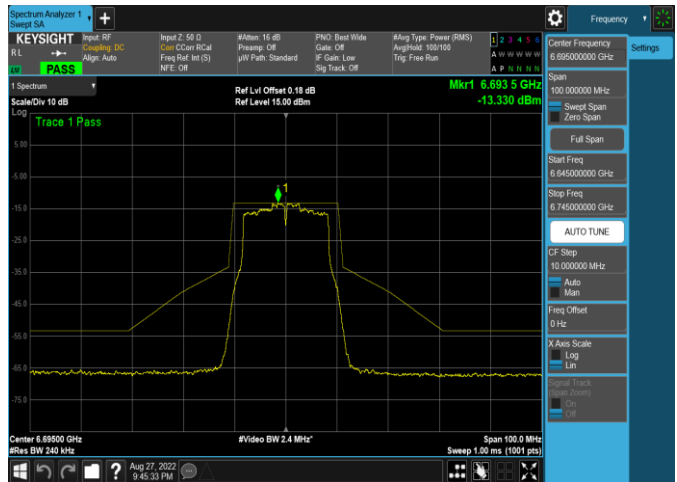 Spectrum Analyzer 1
Swept SA
Frequency
KEYSIGHT
RL
LW
PASS
Input: RF
Coupling: DC
Align: Auto
Input Z: 50 Ω
Corr CCorr RCal
Freq Ref: Int (S)
NFE: Off
#Atten: 16 dB
Preamp: Off
µW Path: Standard
PNO: Best Wide
Gate: Off
IF Gain: Low
Sig Track: Off
#Avg Type: Power (RMS)
Avg|Hold: 100/100
Trig: Free Run
1 2 3 4 5 6
A W W W W W
A P N N N N
1 Spectrum
Scale/Div 10 dB
Ref Lvl Offset 0.18 dB
Ref Level 15.00 dBm
Mkr1 6.693 5 GHz
-13.330 dBm
Log
Trace 1 Pass
5.00
-5.00
1
-15.0
-25.0
-35.0
-45.0
-55.0
-65.0
-75.0
Center 6.69500 GHz
#Res BW 240 kHz
#Video BW 2.4 MHz*
Span 100.0 MHz
Sweep 1.00 ms (1001 pts)
Center Frequency
6.695000000 GHz
Settings
Span
100.000000 MHz
Swept Span
Zero Span
Full Span
Start Freq
6.645000000 GHz
Stop Freq
6.745000000 GHz
AUTO TUNE
CF Step
10.000000 MHz
Auto
Man
Freq Offset
0 Hz
X Axis Scale
Log
Lin
Signal Track
(Span Zoom)
On
Off
?
Aug 27, 2022
9:45:33 PM